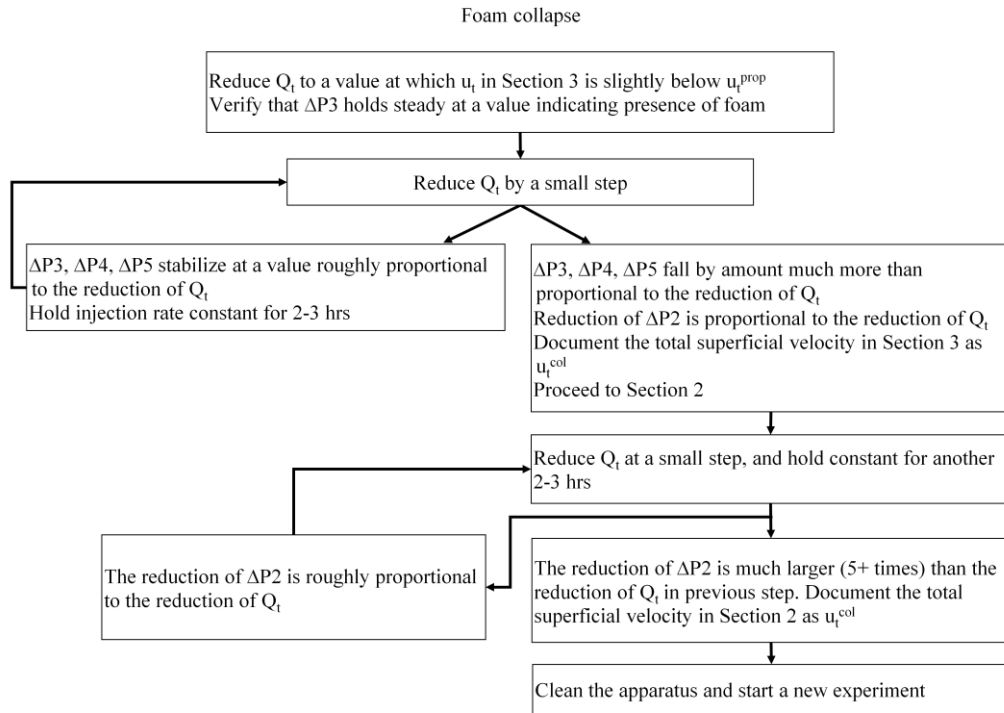 Foam collapse
Reduce Qt to a value at which ut in Section 3 is slightly below ut^prop
Verify that ΔP3 holds steady at a value indicating presence of foam
Reduce Qt by a small step
ΔP3, ΔP4, ΔP5 stabilize at a value roughly proportional
to the reduction of Qt
Hold injection rate constant for 2-3 hrs
ΔP3, ΔP4, ΔP5 fall by amount much more than
proportional to the reduction of Qt
Reduction of ΔP2 is proportional to the reduction of Qt
Document the total superficial velocity in Section 3 as
ut^col
Proceed to Section 2
Reduce Qt at a small step, and hold constant for another
2-3 hrs
The reduction of ΔP2 is roughly proportional
to the reduction of Qt
The reduction of ΔP2 is much larger (5+ times) than the
reduction of Qt in previous step. Document the total
superficial velocity in Section 2 as ut^col
Clean the apparatus and start a new experiment